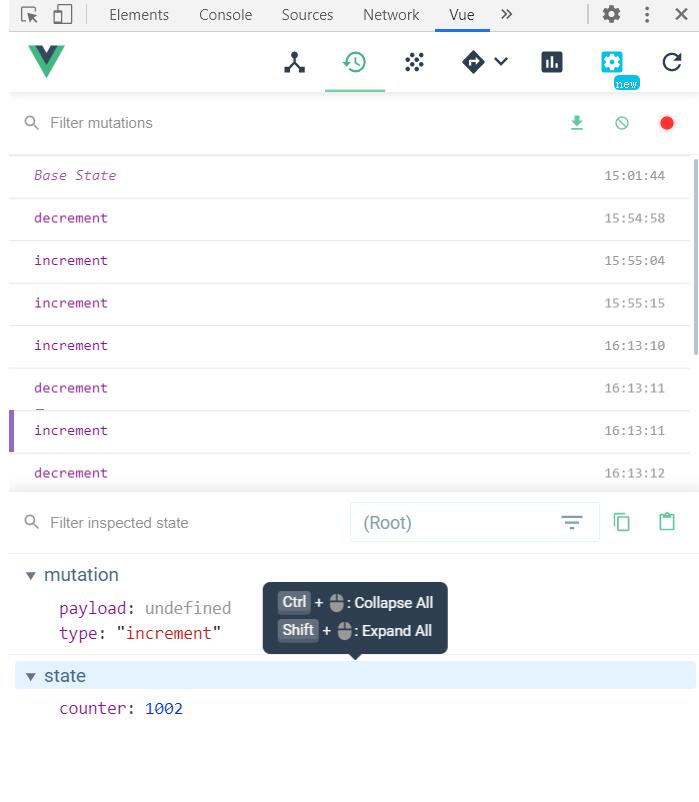 Elements Console Sources Network Vue »
new
Filter mutations
Base State 15:01:44
decrement 15:54:58
increment 15:55:04
increment 15:55:15
increment 16:13:10
decrement 16:13:11
increment 16:13:11
decrement 16:13:12
Filter inspected state (Root)
mutation
Ctrl + : Collapse All
payload: undefined
Shift + : Expand All
type: "increment"
state
counter: 1002